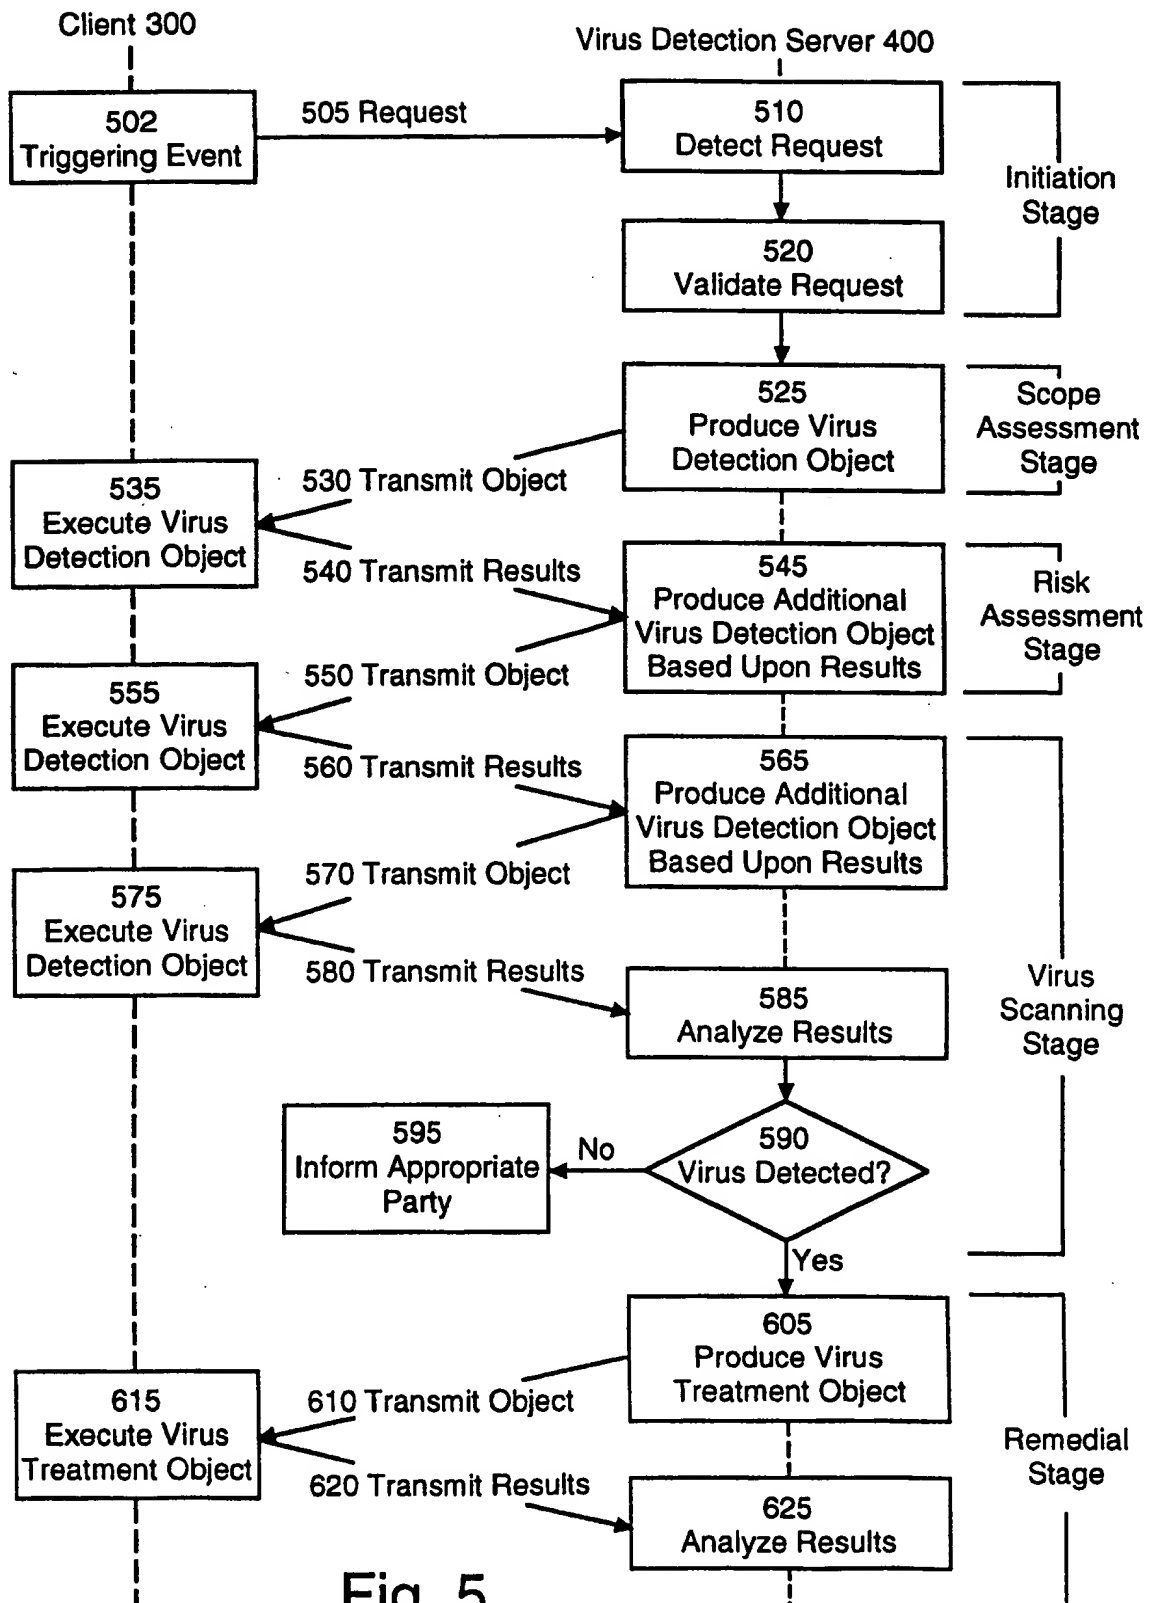 Client 300
Virus Detection Server 400
502
Triggering Event
505 Request
510
Detect Request
Initiation
Stage
520
Validate Request
525
Produce Virus
Detection Object
Scope
Assessment
Stage
530 Transmit Object
535
Execute Virus
Detection Object
540 Transmit Results
545
Produce Additional
Virus Detection Object
Based Upon Results
Risk
Assessment
Stage
550 Transmit Object
555
Execute Virus
Detection Object
560 Transmit Results
565
Produce Additional
Virus Detection Object
Based Upon Results
570 Transmit Object
575
Execute Virus
Detection Object
580 Transmit Results
585
Analyze Results
Virus
Scanning
Stage
590
Virus Detected?
No
595
Inform Appropriate
Party
Yes
605
Produce Virus
Treatment Object
610 Transmit Object
615
Execute Virus
Treatment Object
620 Transmit Results
625
Analyze Results
Remedial
Stage
Fig. 5